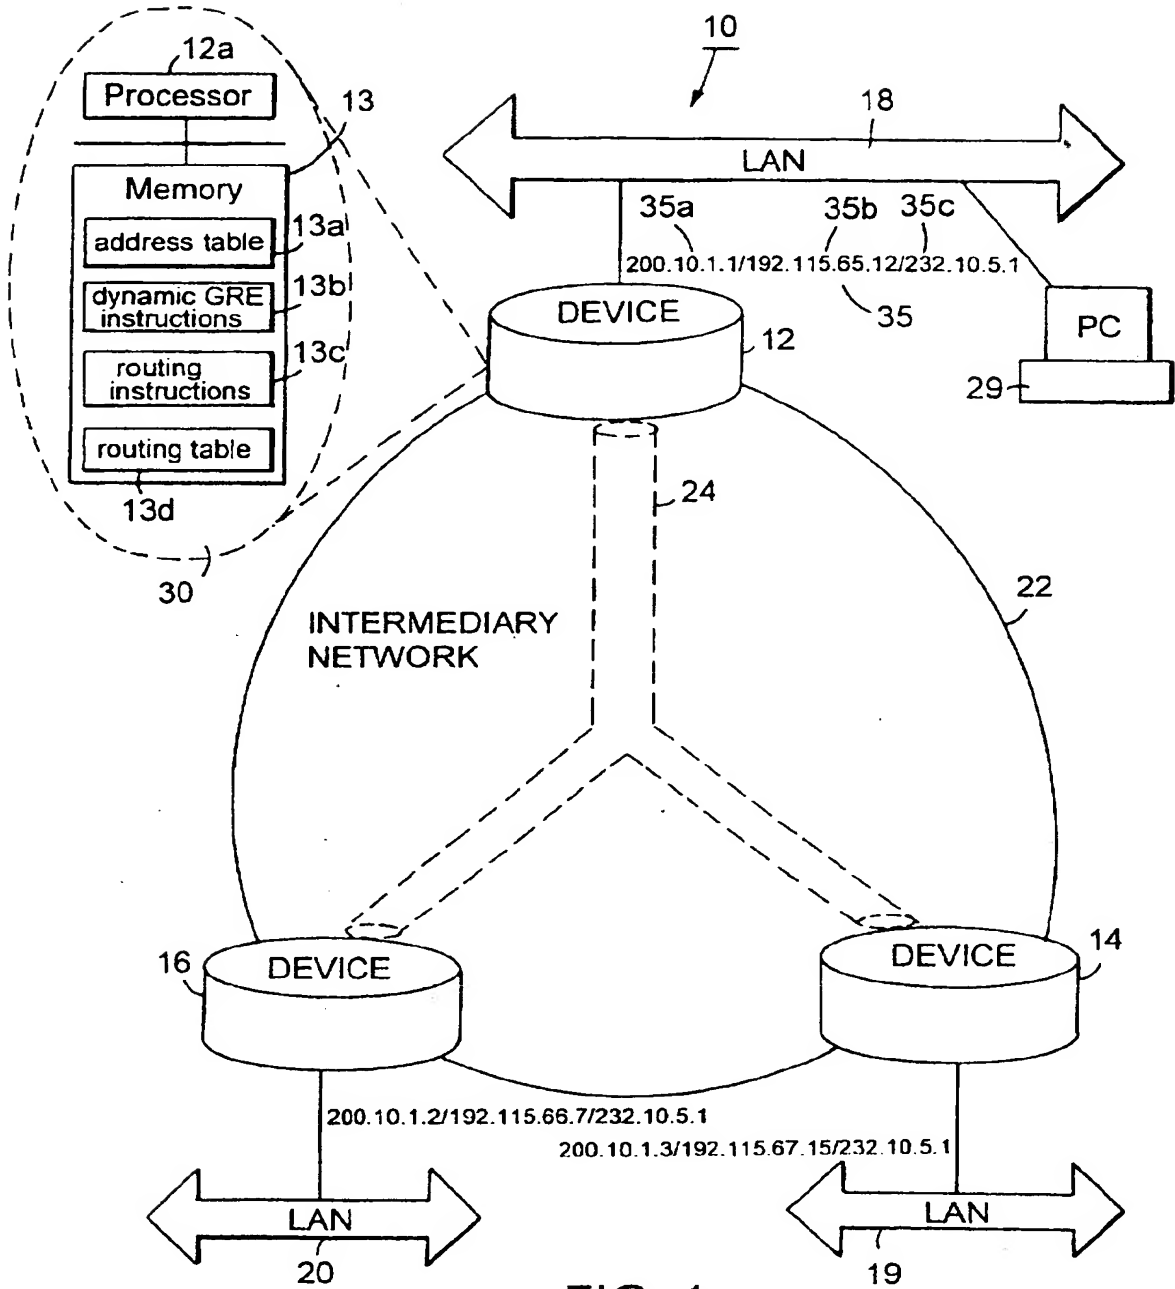 10
12a
Processor
13
18
LAN
Memory
35a
35b
35c
address table
13a
200.10.1.1/192.115.65.12/232.10.5.1
dynamic GRE
instructions
13b
DEVICE
35
12
PC
routing
instructions
13c
29
routing table
13d
24
30
22
INTERMEDIARY
NETWORK
16
DEVICE
DEVICE
14
200.10.1.2/192.115.66.7/232.10.5.1
200.10.1.3/192.115.67.15/232.10.5.1
LAN
LAN
20
19